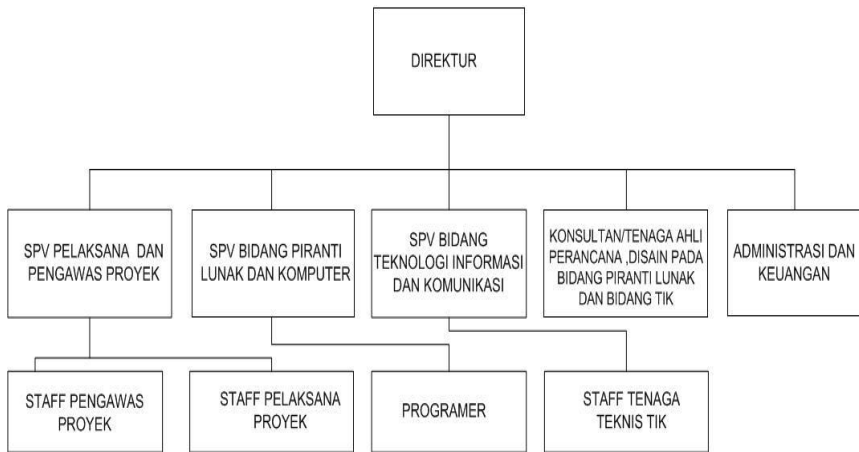 DIREKTUR
SPV PELAKSANA DAN
PENGAWAS PROYEK
SPV BIDANG PIRANTI
LUNAK DAN KOMPUTER
SPV BIDANG
TEKNOLOGI INFORMASI
DAN KOMUNIKASI
KONSULTAN/TENAGA AHLI
PERANCANA ,DISAIN PADA
BIDANG PIRANTI LUNAK
DAN BIDANG TIK
ADMINISTRASI DAN
KEUANGAN
STAFF PENGAWAS
PROYEK
STAFF PELAKSANA
PROYEK
PROGRAMER
STAFF TENAGA
TEKNIS TIK